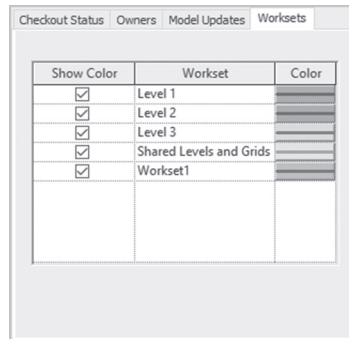 Checkout Status Owners Model Updates Worksets
Show Color Workset Color
Level 1
Level 2
Level 3
Shared Levels and Grids
Workset1